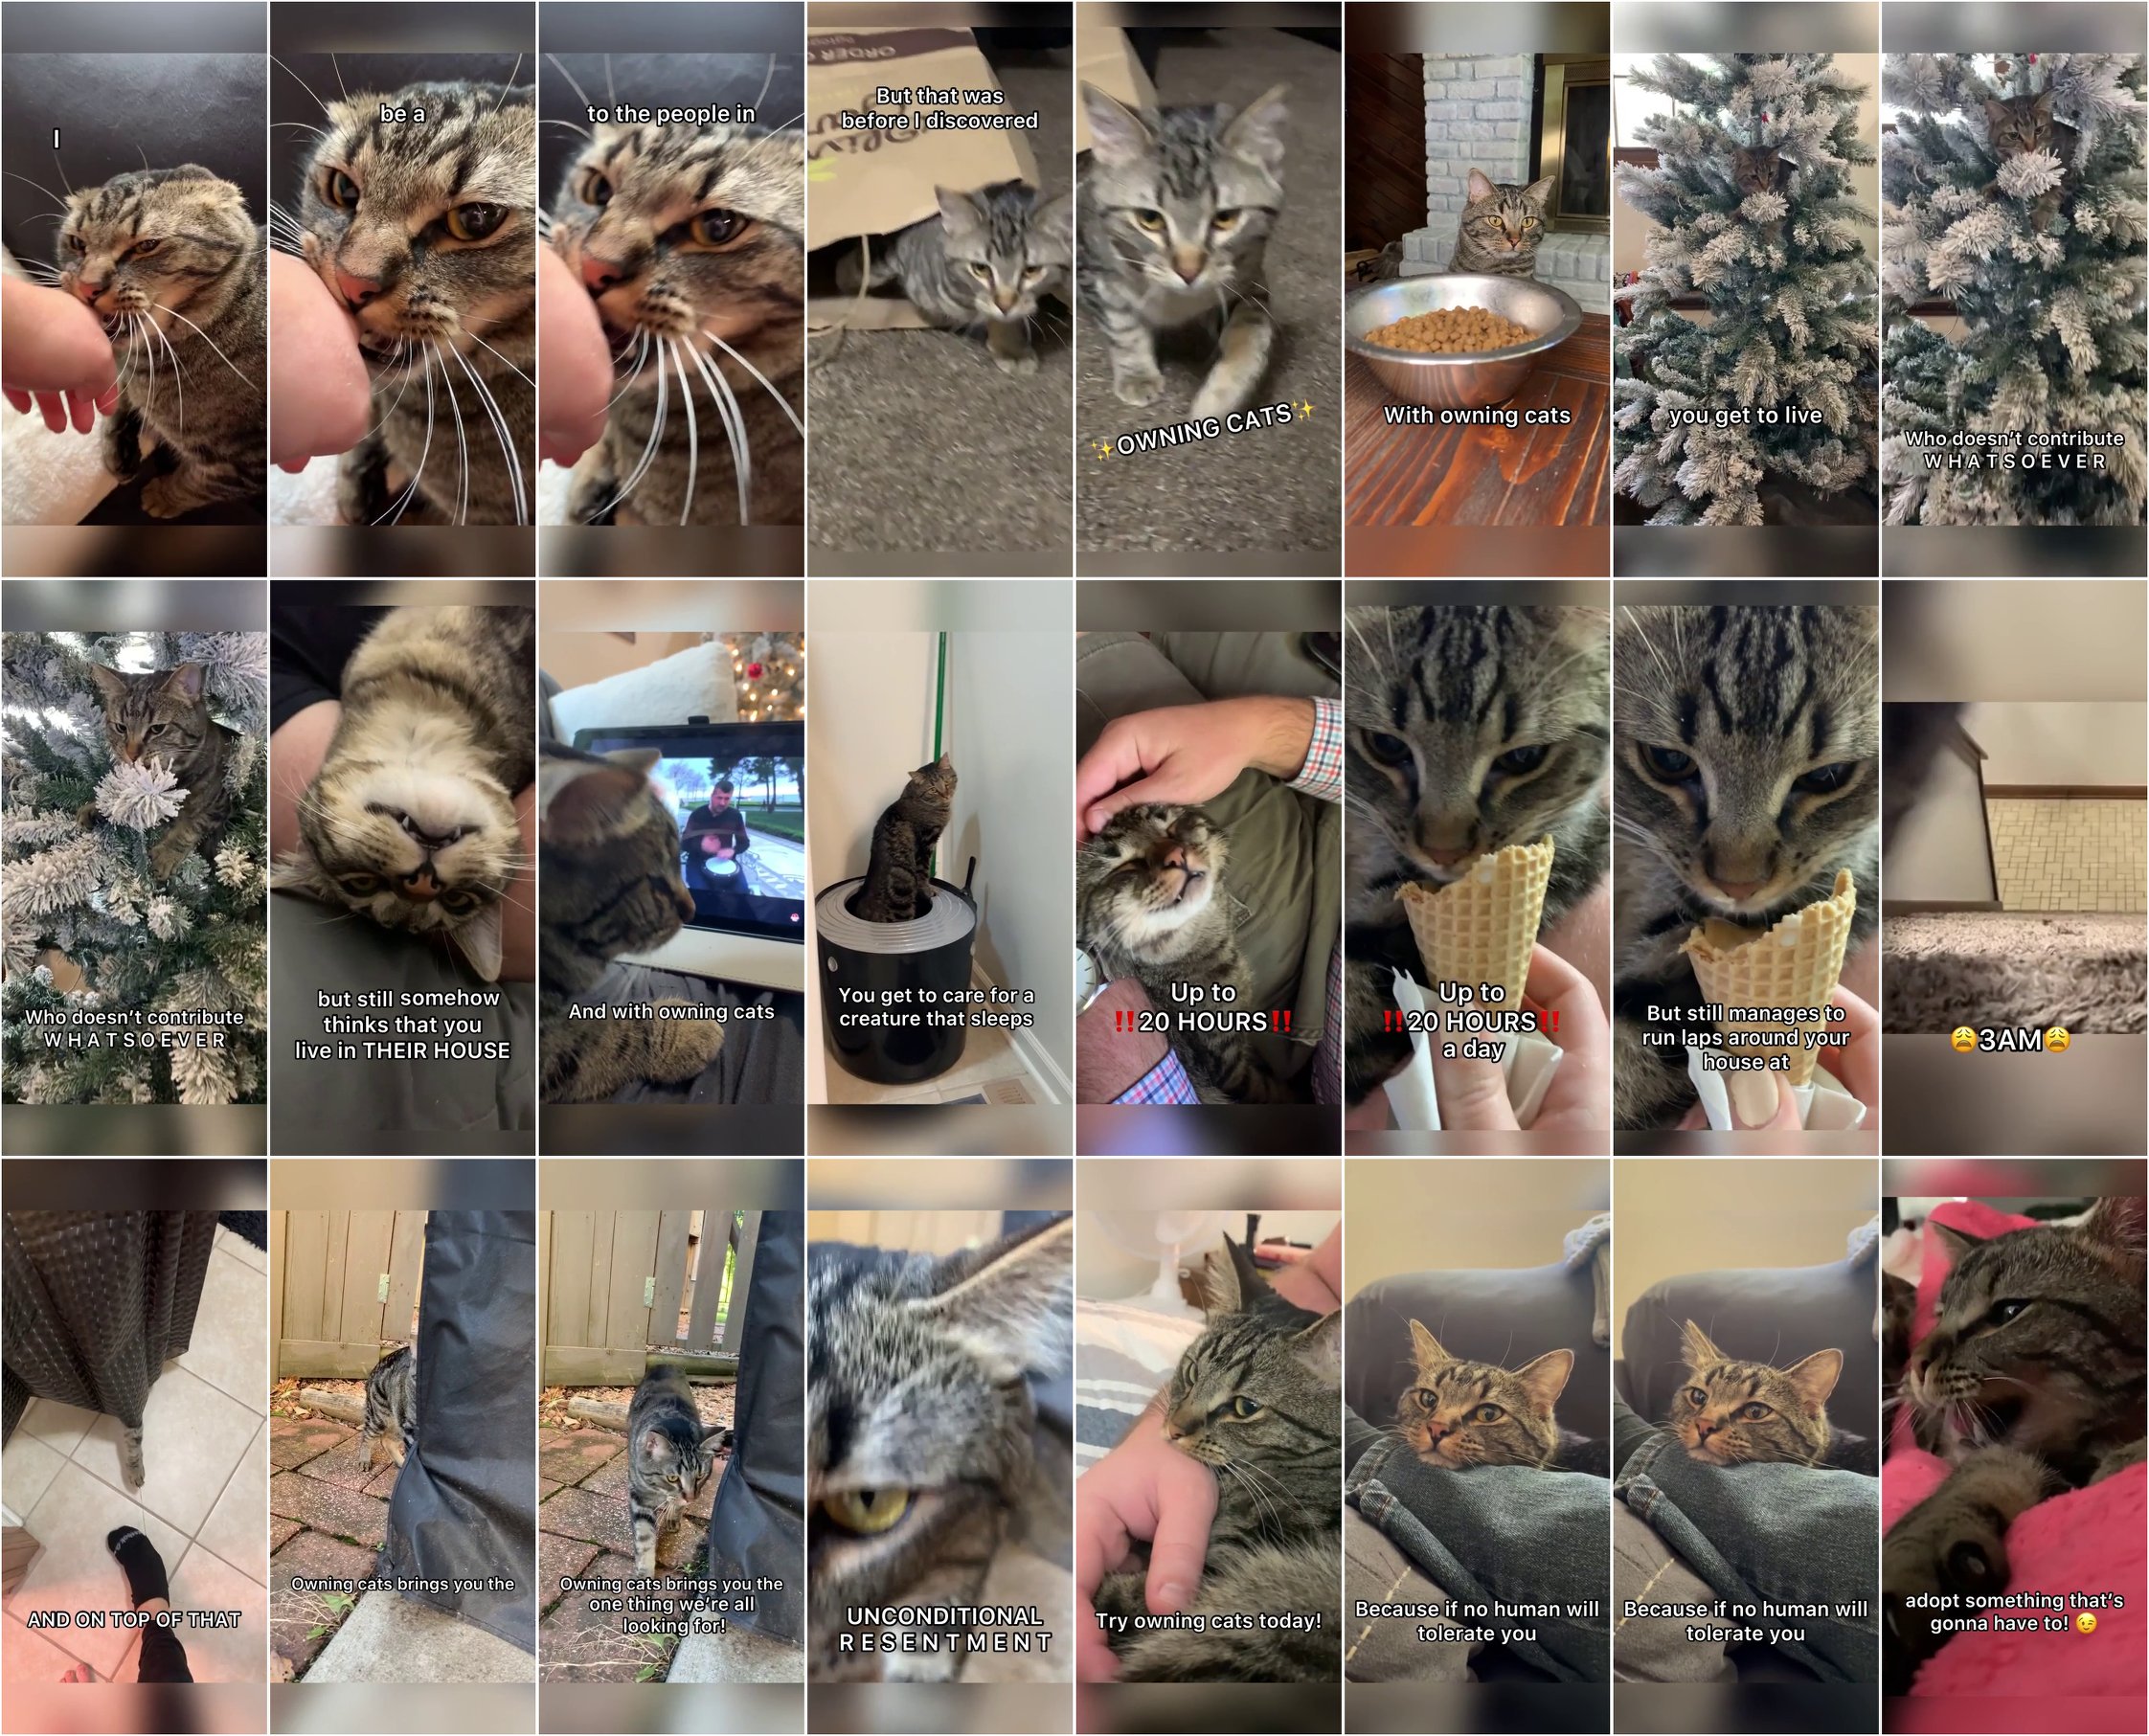 I
be a
to the people in
ORDER
But that was
before I discovered
✨OWNING CATS✨
With owning cats
you get to live
Who doesn’t contribute
W H A T S O E V E R
Who doesn’t contribute
W H A T S O E V E R
but still somehow
thinks that you
live in THEIR HOUSE
And with owning cats
You get to care for a
creature that sleeps
Up to
‼️20 HOURS‼️
Up to
‼️20 HOURS‼️
a day
But still manages to
run laps around your
house at
😩3AM😩
AND ON TOP OF THAT
Owning cats brings you the
Owning cats brings you the
one thing we’re all
looking for!
UNCONDITIONAL
R E S E N T M E N T
Try owning cats today!
Because if no human will
tolerate you
Because if no human will
tolerate you
adopt something that’s
gonna have to! 😉